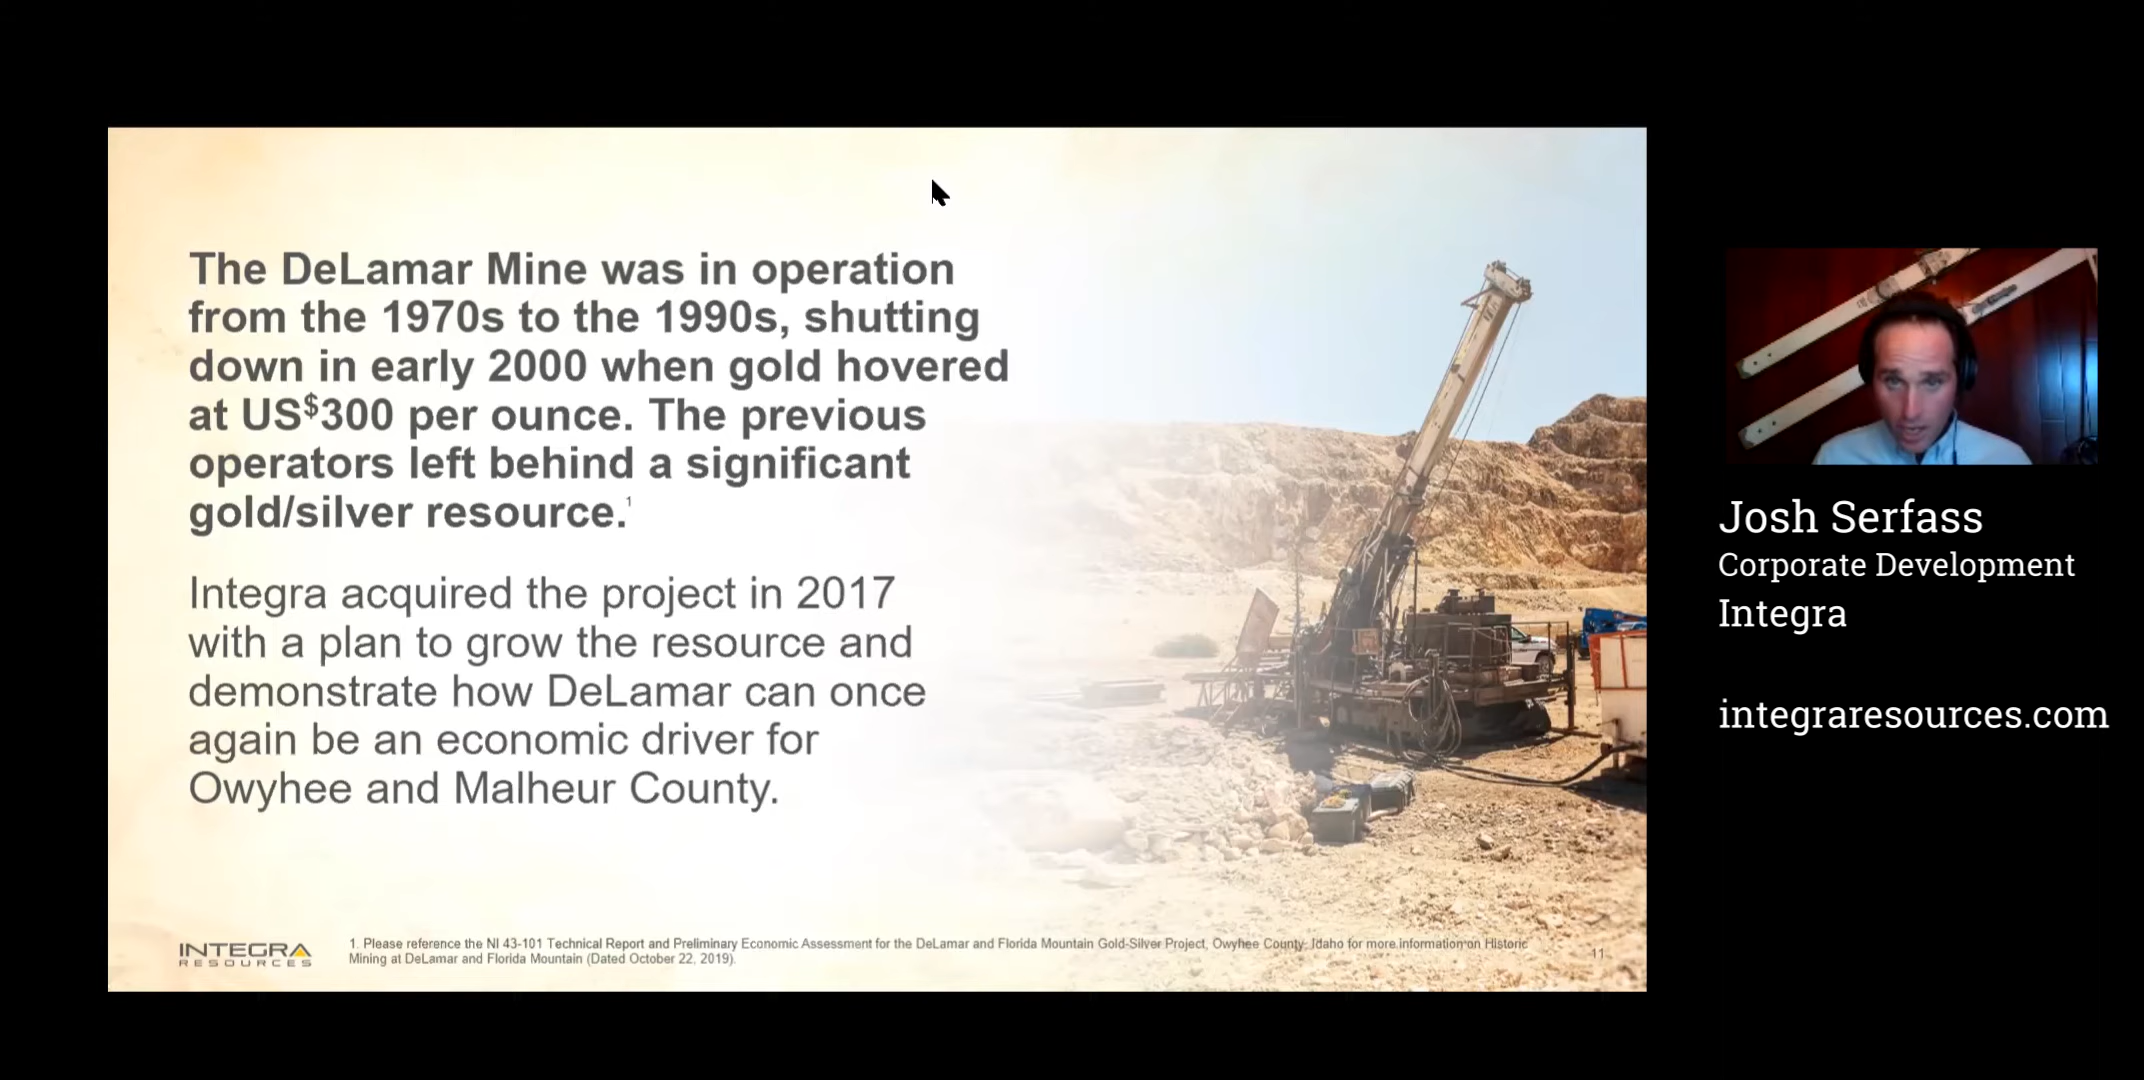 The DeLamar Mine was in operation
from the 1970s to the 1990s, shutting
down in early 2000 when gold hovered
at US$300 per ounce. The previous
operators left behind a significant
gold/silver resource.1
Integra acquired the project in 2017
with a plan to grow the resource and
demonstrate how DeLamar can once
again be an economic driver for
Owyhee and Malheur County.
INTEGRA
RESOURCES
1. Please reference the NI 43-101 Technical Report and Preliminary Economic Assessment for the DeLamar and Florida Mountain Gold-Silver Project, Owyhee County, Idaho for more information on Historic
Mining at DeLamar and Florida Mountain (Dated October 22, 2019).
11
Josh Serfass
Corporate Development
Integra
integraresources.com